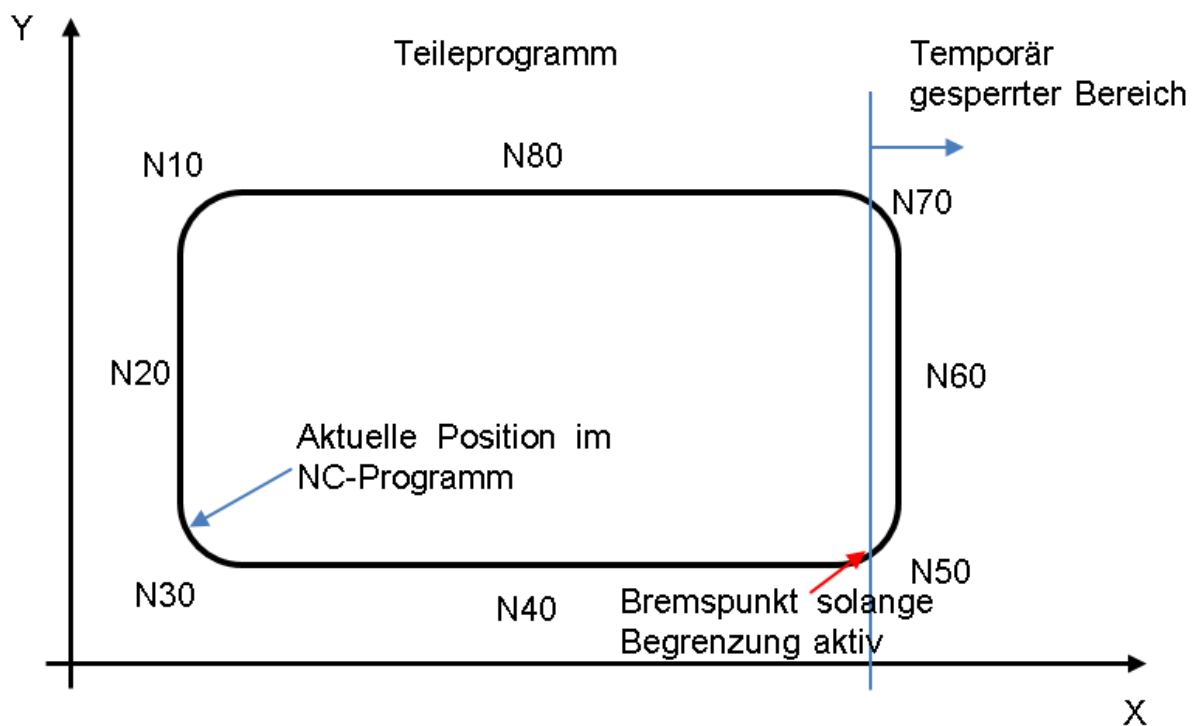 Y
Teileprogramm
Temporär
gesperrter Bereich
N10
N80
N70
N20
N60
Aktuelle Position im
NC-Programm
N30
N40
N50
Bremspunkt solange
Begrenzung aktiv
X